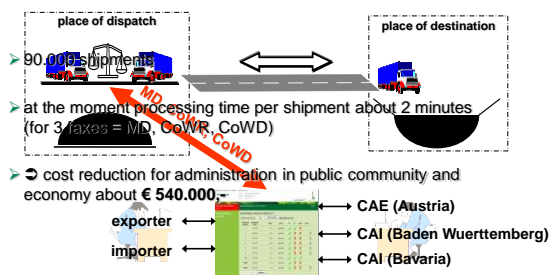 place of dispatch
place of destination
90.000 shipments
at the moment processing time per shipment about 2 minutes
(for 3 faxes = MD, CoWR, CoWD)
MD, CoWR, CoWD
➲ cost reduction for administration in public community and
economy about € 540.000,-
exporter
importer
CAE (Austria)
CAI (Baden Wuerttemberg)
CAI (Bavaria)